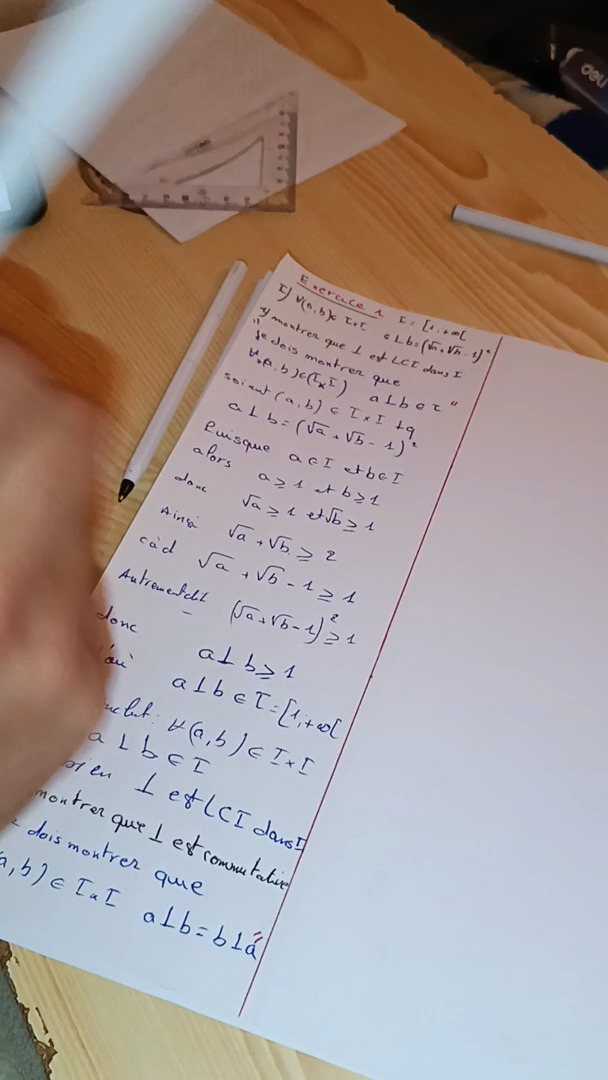 Exercice 1 I = [1,+∞[
I) ∀(a,b)∈ I×I a⊥b=(√a+√b-1)²
1) montrer que ⊥ est LCI dans I
"je dois montrer que
∀(a,b)∈(I×I) a⊥b ∈ I"
soient (a,b) ∈ I×I tq
a⊥b = (√a + √b - 1)²
Puisque a∈I et b∈I
alors a ≥ 1 et b ≥ 1
donc √a ≥ 1 et √b ≥ 1
Ainsi √a + √b ≥ 2
càd √a + √b - 1 ≥ 1
Autrement dit (√a+√b-1)² ≥ 1
donc a⊥b ≥ 1
a⊥b ∈ I = [1,+∞[
∀(a,b) ∈ I×I
a⊥b ∈ I
⊥ est LCI dans I
montrer que ⊥ est commutative
dois montrer que
a,b) ∈ I×I a⊥b = b⊥a"
deli